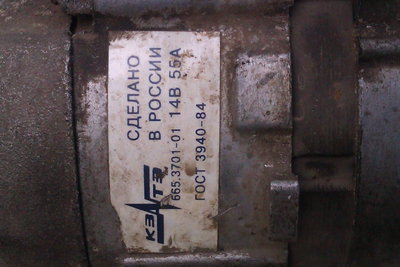 СДЕЛАНО
В РОССИИ
КЗАТЭ
665.3701-01 14В 55А
ГОСТ 3940-84